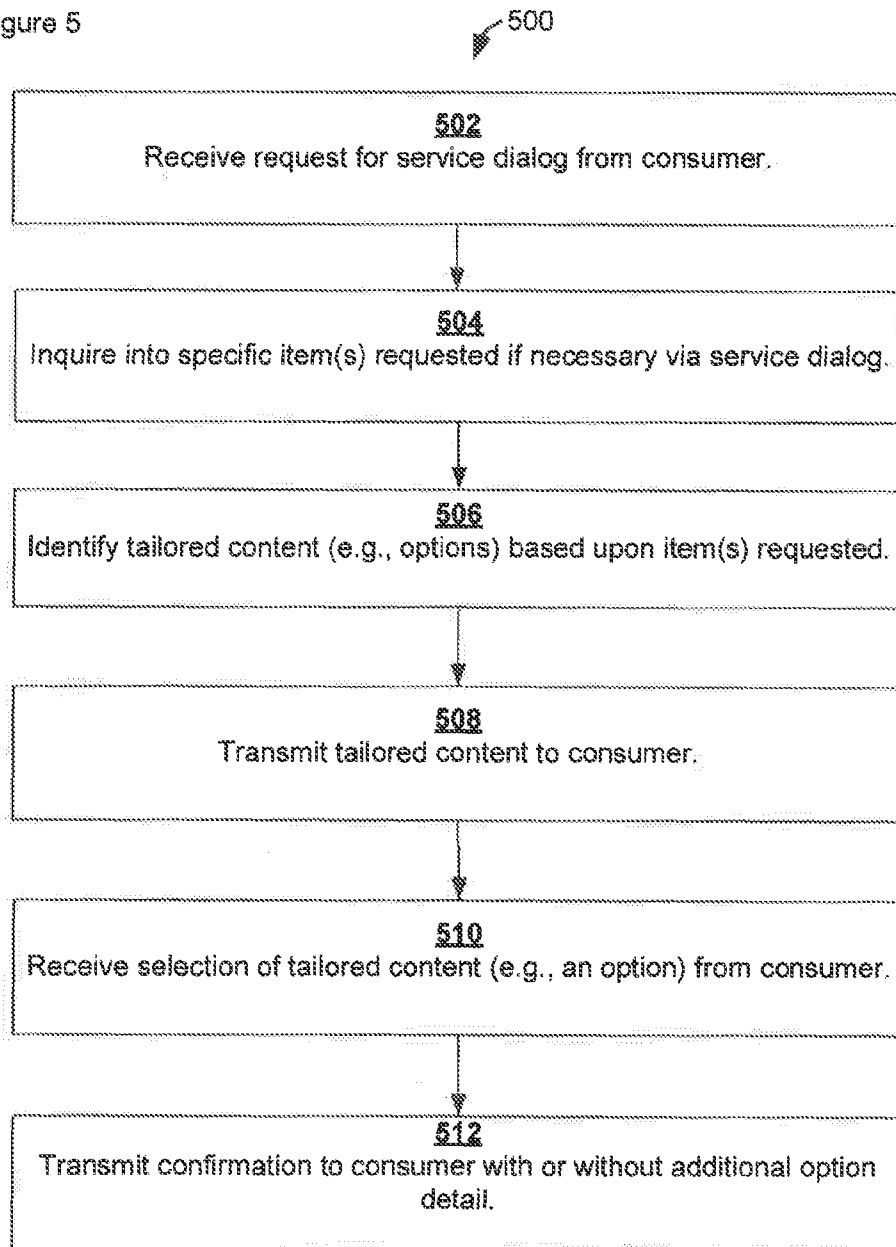 gure 5
500
502
Receive request for service dialog from consumer.
504
Inquire into specific item(s) requested if necessary via service dialog.
506
Identify tailored content (e.g., options) based upon item(s) requested.
508
Transmit tailored content to consumer.
510
Receive selection of tailored content (e.g., an option) from consumer.
512
Transmit confirmation to consumer with or without additional option
detail.